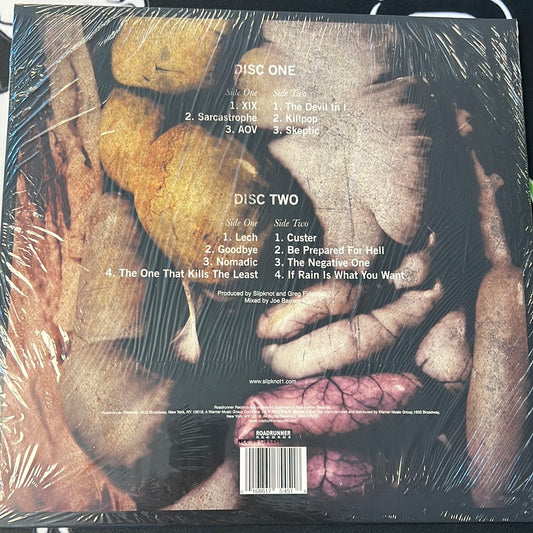 DISC ONE
Side One
1. XIX
2. Sarcastrophe
3. AOV
Side Two
1. The Devil In I
2. Killpop
3. Skeptic
DISC TWO
Side One
1. Lech
2. Goodbye
3. Nomadic
4. The One That Kills The Least
Side Two
1. Custer
2. Be Prepared For Hell
3. The Negative One
4. If Rain Is What You Want
Produced by Slipknot and Greg
Mixed by Joe
www.slipknot1.com
ROADRUNNER
RECORDS